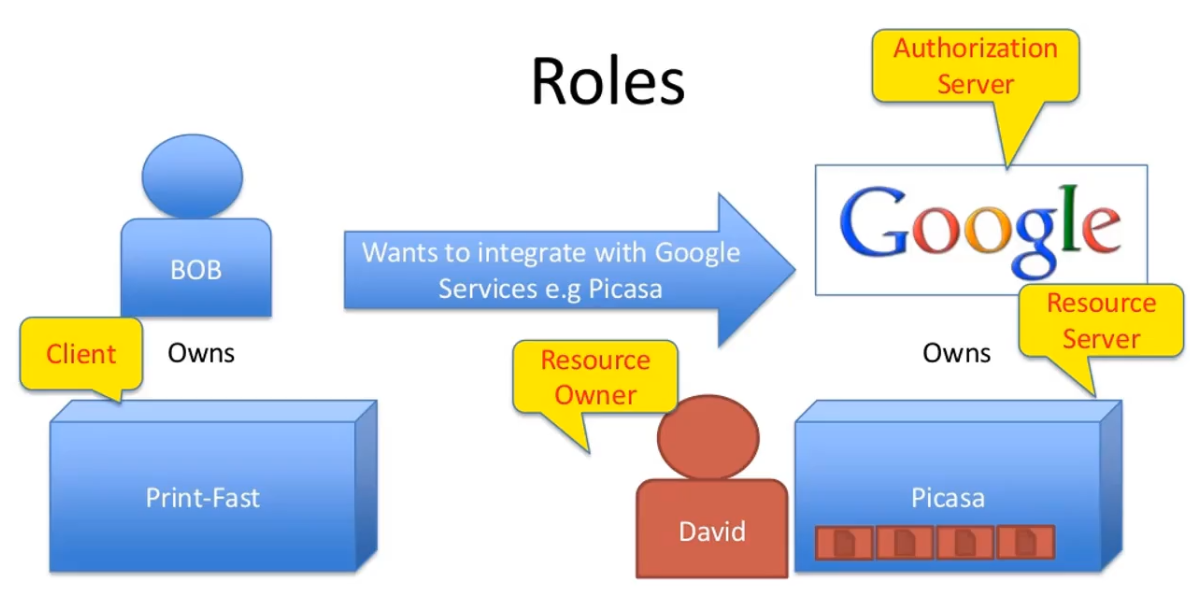 Roles
Authorization
Server
Google
BOB
Wants to integrate with Google
Services e.g Picasa
Client
Owns
Resource
Owner
Resource
Server
Owns
Print-Fast
David
Picasa